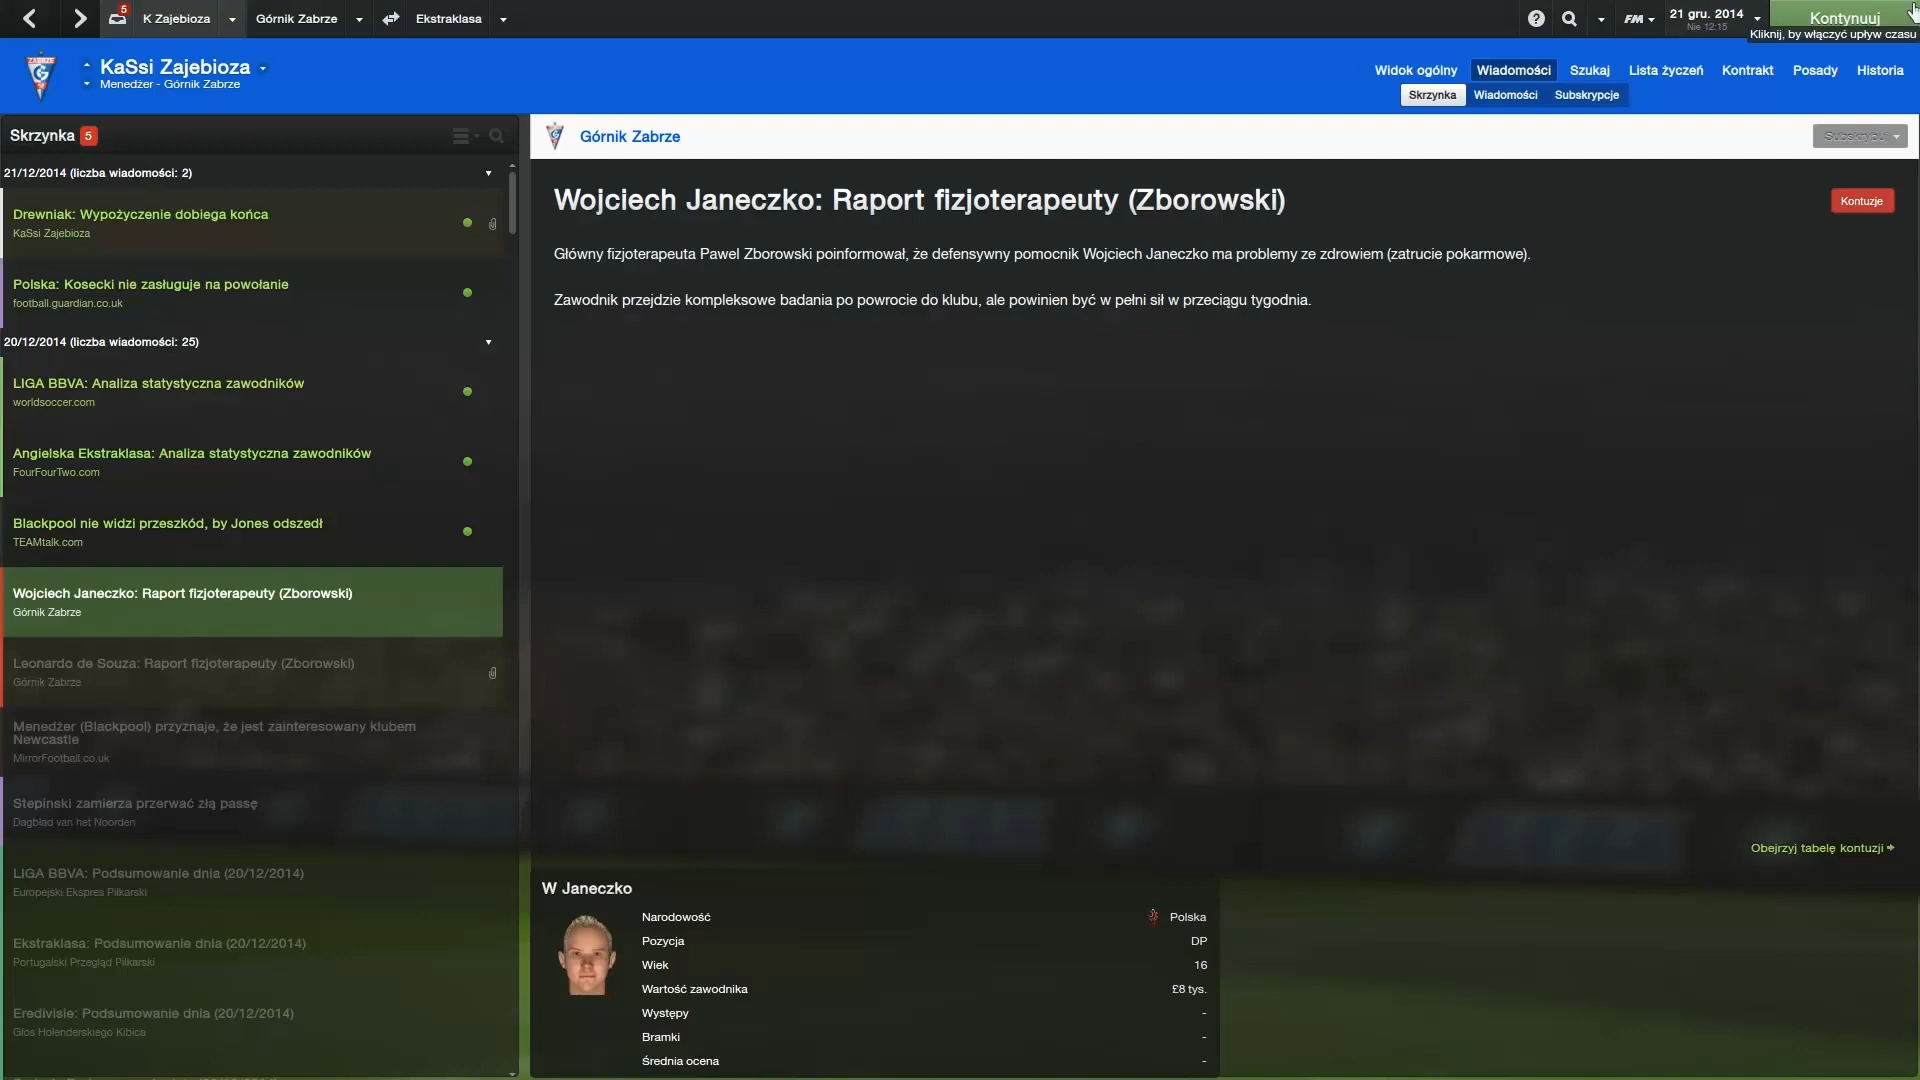 5
K Zajebioza
Górnik Zabrze
Ekstraklasa
?
FM
21 gru. 2014
Nie 12:15
Kontynuuj
Kliknij, by włączyć upływ czasu
KaSsi Zajebioza
Menedżer - Górnik Zabrze
Widok ogólny
Wiadomości
Szukaj
Lista życzeń
Kontrakt
Posady
Historia
Skrzynka
Wiadomości
Subskrypcje
Skrzynka 5
21/12/2014 (liczba wiadomości: 2)
Drewniak: Wypożyczenie dobiega końca
KaSsi Zajebioza
Polska: Kosecki nie zasługuje na powołanie
football.guardian.co.uk
20/12/2014 (liczba wiadomości: 25)
LIGA BBVA: Analiza statystyczna zawodników
worldsoccer.com
Angielska Ekstraklasa: Analiza statystyczna zawodników
FourFourTwo.com
Blackpool nie widzi przeszkód, by Jones odszedł
TEAMtalk.com
Wojciech Janeczko: Raport fizjoterapeuty (Zborowski)
Górnik Zabrze
Leonardo de Souza: Raport fizjoterapeuty (Zborowski)
Górnik Zabrze
Menedżer (Blackpool) przyznaje, że jest zainteresowany klubem
Newcastle
MirrorFootball.co.uk
Stepinski zamierza przerwać złą passę
Dagblad van het Noorden
LIGA BBVA: Podsumowanie dnia (20/12/2014)
Europejski Ekspres Piłkarski
Ekstraklasa: Podsumowanie dnia (20/12/2014)
Portugalski Przegląd Piłkarski
Eredivisie: Podsumowanie dnia (20/12/2014)
Głos Holenderskiego Kibica
Górnik Zabrze
Subskrybuj
Wojciech Janeczko: Raport fizjoterapeuty (Zborowski)
Kontuzje
Główny fizjoterapeuta Pawel Zborowski poinformował, że defensywny pomocnik Wojciech Janeczko ma problemy ze zdrowiem (zatrucie pokarmowe).
Zawodnik przejdzie kompleksowe badania po powrocie do klubu, ale powinien być w pełni sił w przeciągu tygodnia.
Obejrzyj tabelę kontuzji
W Janeczko
Narodowość Polska
Pozycja DP
Wiek 16
Wartość zawodnika £8 tys.
Występy -
Bramki -
Średnia ocena -